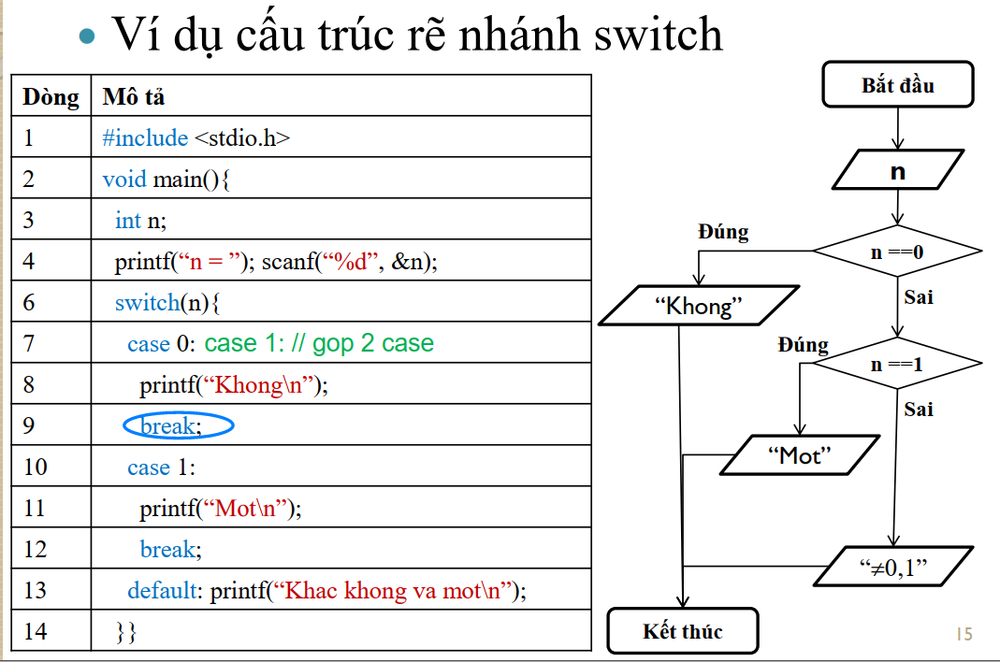 • Ví dụ cấu trúc rẽ nhánh switch
Dòng Mô tả
1 #include <stdio.h>
2 void main(){
3 int n;
4 printf(“n = ”); scanf(“%d”, &n);
6 switch(n){
7 case 0: case 1: // gop 2 case
8 printf(“Khong\n”);
9 break;
10 case 1:
11 printf(“Mot\n”);
12 break;
13 default: printf(“Khac khong va mot\n”);
14 }}
Bắt đầu
n
n ==0
Đúng
Sai
“Khong”
n ==1
Đúng
Sai
“Mot”
“≠0,1”
Kết thúc
15